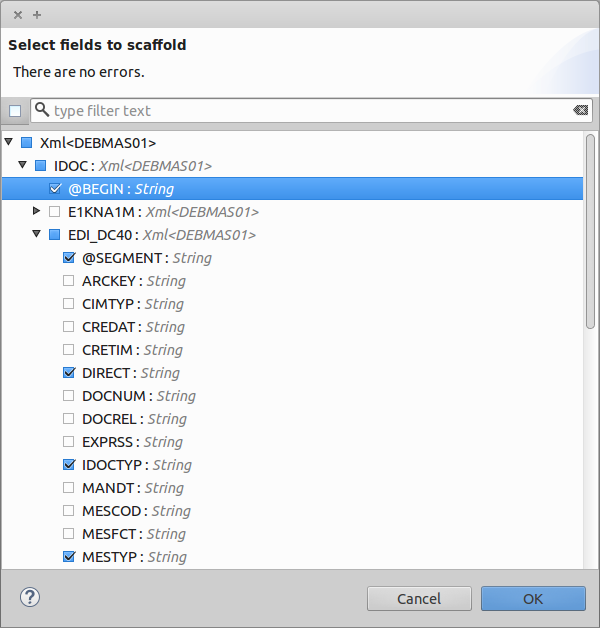 Select fields to scaffold
There are no errors.
type filter text
Xml<DEBMAS01>
IDOC : Xml<DEBMAS01>
@BEGIN : String
E1KNA1M : Xml<DEBMAS01>
EDI_DC40 : Xml<DEBMAS01>
@SEGMENT : String
ARCKEY : String
CIMTYP : String
CREDAT : String
CRETIM : String
DIRECT : String
DOCNUM : String
DOCREL : String
EXPRSS : String
IDOCTYP : String
MANDT : String
MESCOD : String
MESFCT : String
MESTYP : String
? Cancel OK